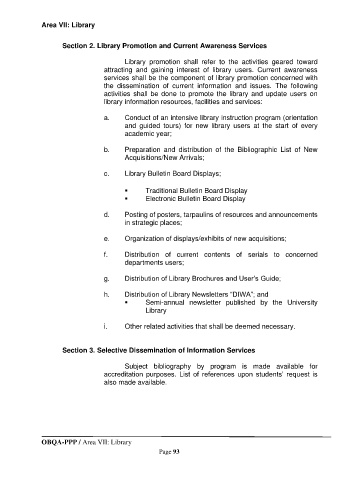 Area VII: Library
Section 2. Library Promotion and Current Awareness Services
Library promotion shall refer to the activities geared toward
attracting and gaining interest of library users. Current awareness
services shall be the component of library promotion concerned with
the dissemination of current information and issues. The following
activities shall be done to promote the library and update users on
library information resources, facilities and services:
a. Conduct of an intensive library instruction program (orientation
and guided tours) for new library users at the start of every
academic year;
b. Preparation and distribution of the Bibliographic List of New
Acquisitions/New Arrivals;
c. Library Bulletin Board Displays;
▪ Traditional Bulletin Board Display
▪ Electronic Bulletin Board Display
d. Posting of posters, tarpaulins of resources and announcements
in strategic places;
e. Organization of displays/exhibits of new acquisitions;
f. Distribution of current contents of serials to concerned
departments users;
g. Distribution of Library Brochures and User's Guide;
h. Distribution of Library Newsletters "DIWA"; and
▪ Semi-annual newsletter published by the University
Library
i. Other related activities that shall be deemed necessary.
Section 3. Selective Dissemination of Information Services
Subject bibliography by program is made available for
accreditation purposes. List of references upon students' request is
also made available.
OBQA-PPP / Area VII: Library
Page 93